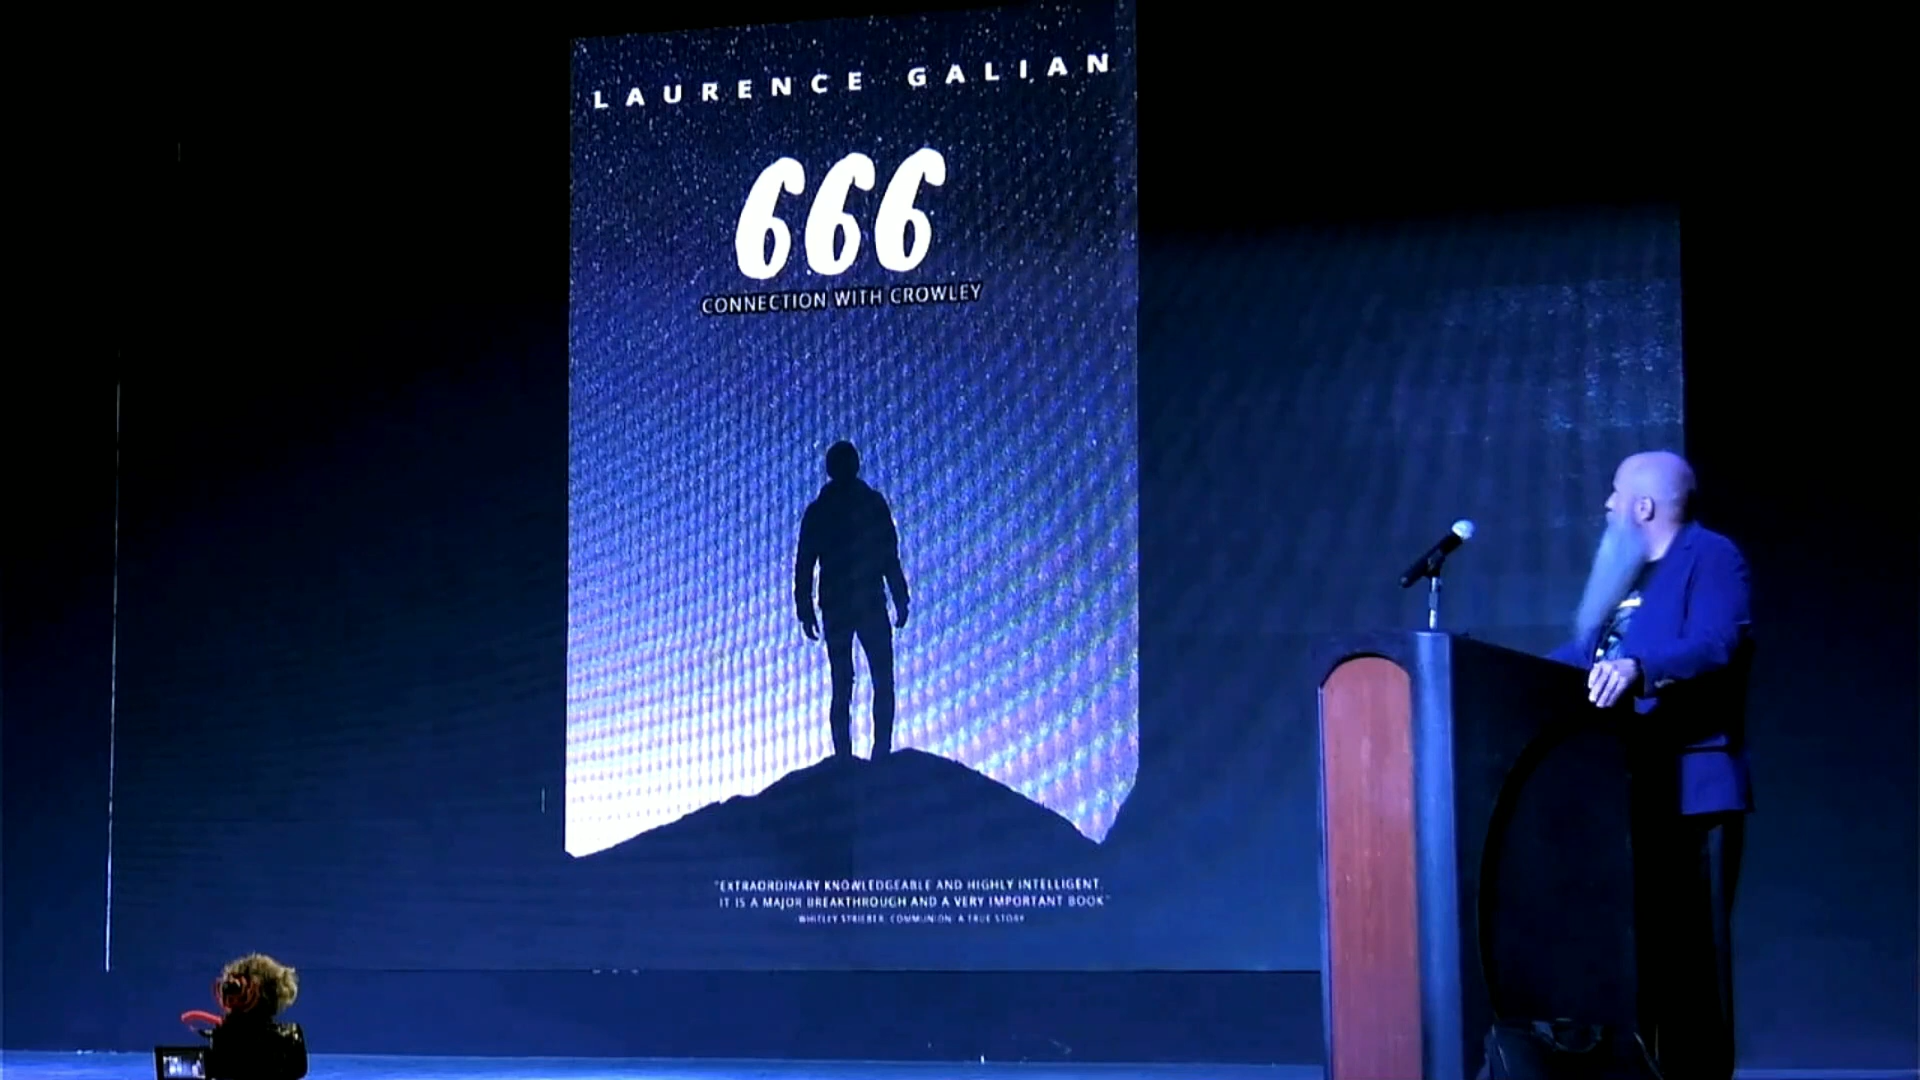 LAURENCE GALIAN
666
CONNECTION WITH CROWLEY
"EXTRAORDINARY KNOWLEDGEABLE AND HIGHLY INTELLIGENT.
IT IS A MAJOR BREAKTHROUGH AND A VERY IMPORTANT BOOK"
WHITLEY STRIEBER, COMMUNION: A TRUE STORY